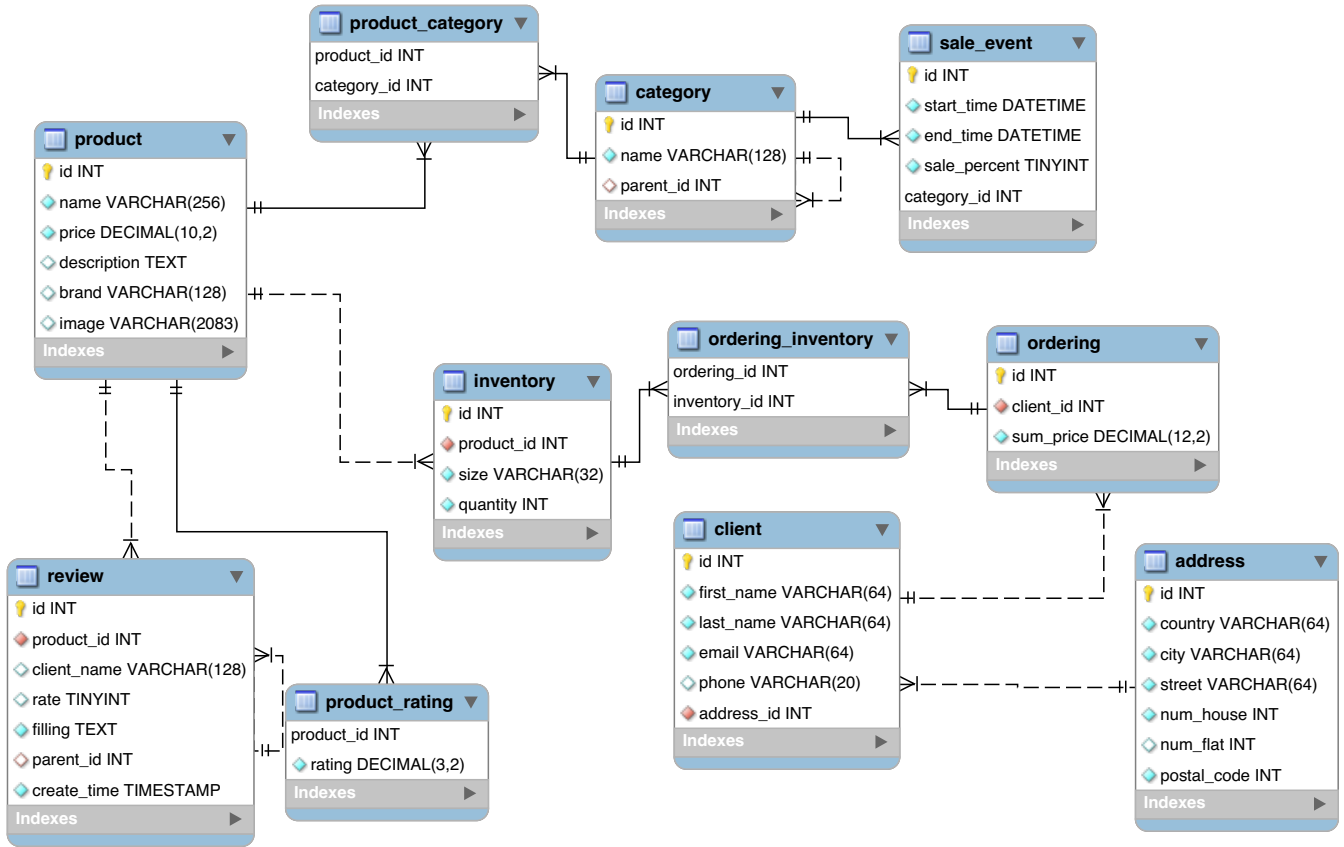 product_category
product_id INT
category_id INT
Indexes
sale_event
id INT
start_time DATETIME
end_time DATETIME
sale_percent TINYINT
category_id INT
Indexes
category
id INT
name VARCHAR(128)
parent_id INT
Indexes
product
id INT
name VARCHAR(256)
price DECIMAL(10,2)
description TEXT
brand VARCHAR(128)
image VARCHAR(2083)
Indexes
ordering_inventory
ordering_id INT
inventory_id INT
Indexes
ordering
id INT
client_id INT
sum_price DECIMAL(12,2)
Indexes
inventory
id INT
product_id INT
size VARCHAR(32)
quantity INT
Indexes
client
id INT
first_name VARCHAR(64)
last_name VARCHAR(64)
email VARCHAR(64)
phone VARCHAR(20)
address_id INT
Indexes
address
id INT
country VARCHAR(64)
city VARCHAR(64)
street VARCHAR(64)
num_house INT
num_flat INT
postal_code INT
Indexes
review
id INT
product_id INT
client_name VARCHAR(128)
rate TINYINT
filling TEXT
parent_id INT
create_time TIMESTAMP
Indexes
product_rating
product_id INT
rating DECIMAL(3,2)
Indexes